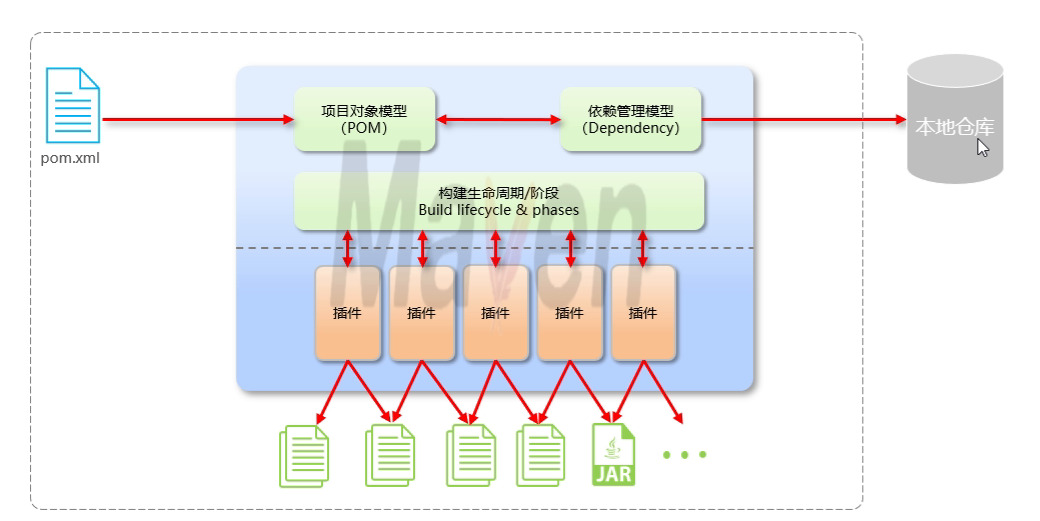 项目对象模型
（POM）
依赖管理模型
（Dependency）
本地仓库
pom.xml
构建生命周期/阶段
Build lifecycle & phases
Maven
插件
插件
插件
插件
插件
JAR